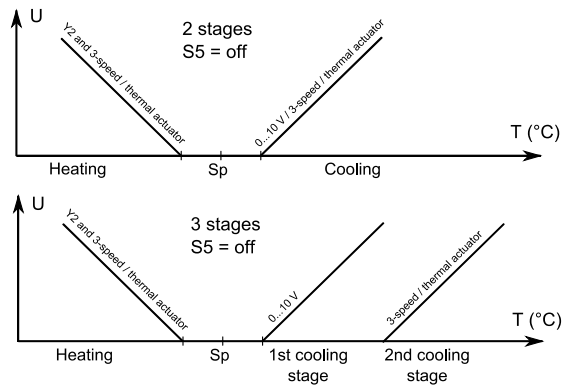 U
2 stages
S5 = off
Y2 and 3-speed / thermal actuator
0...10 V / 3-speed / thermal actuator
T (°C)
Heating
Sp
Cooling
U
3 stages
S5 = off
Y2 and 3-speed / thermal actuator
0...10 V
3-speed / thermal actuator
T (°C)
Heating
Sp
1st cooling
stage
2nd cooling
stage